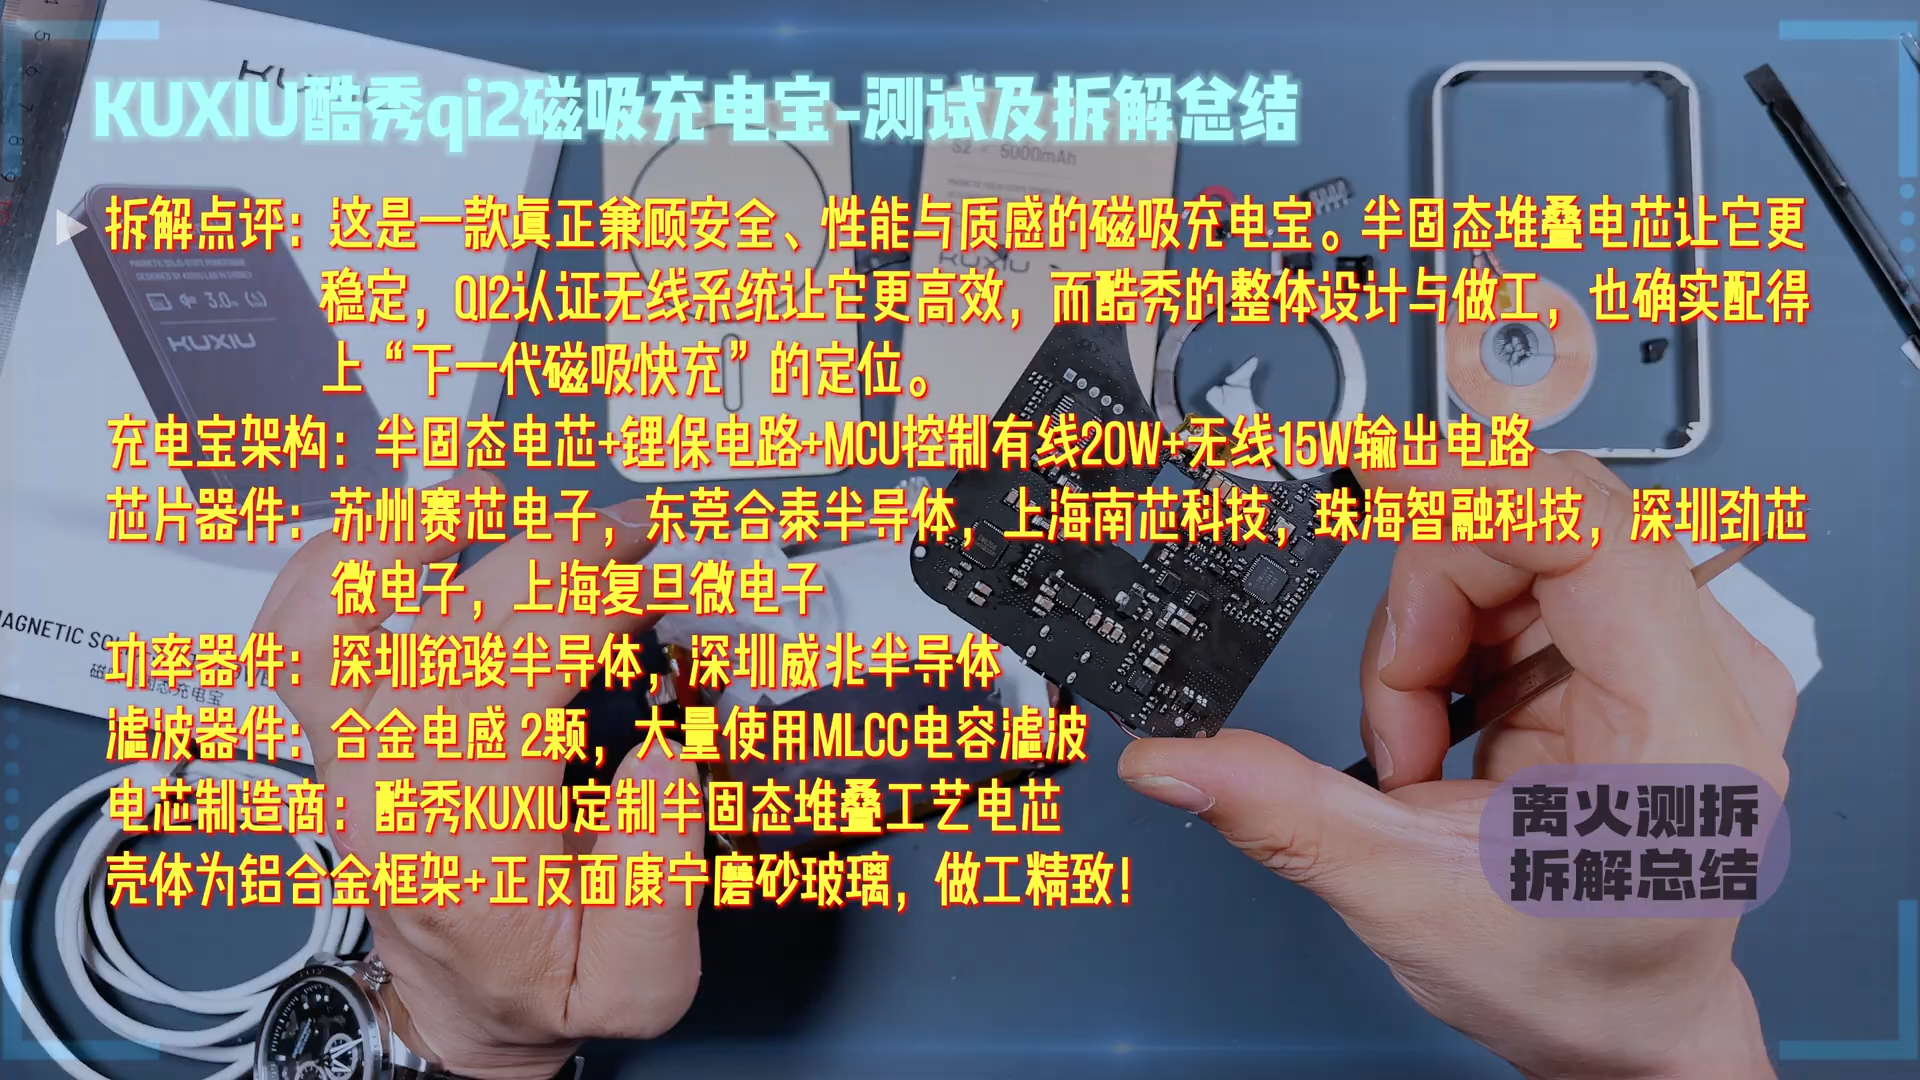 KUXIU酷秀qi2磁吸充电宝-测试及拆解总结
S2 - 5000mAh
拆解点评：这是一款真正兼顾安全、性能与质感的磁吸充电宝。半固态堆叠电芯让它更
稳定，QI2认证无线系统让它更高效，而酷秀的整体设计与做工，也确实配得
上“下一代磁吸快充”的定位。
3.0
KUXIU
KUXIU
充电宝架构：半固态电芯+锂保电路+MCU控制有线20W+无线15W输出电路
芯片器件：苏州赛芯电子，东莞合泰半导体，上海南芯科技，珠海智融科技，深圳劲芯
微电子，上海复旦微电子
功率器件：深圳锐骏半导体，深圳威兆半导体
滤波器件：合金电感 2颗，大量使用MLCC电容滤波
电芯制造商：酷秀KUXIU定制半固态堆叠工艺电芯
壳体为铝合金框架+正反面康宁磨砂玻璃，做工精致！
离火测拆
拆解总结